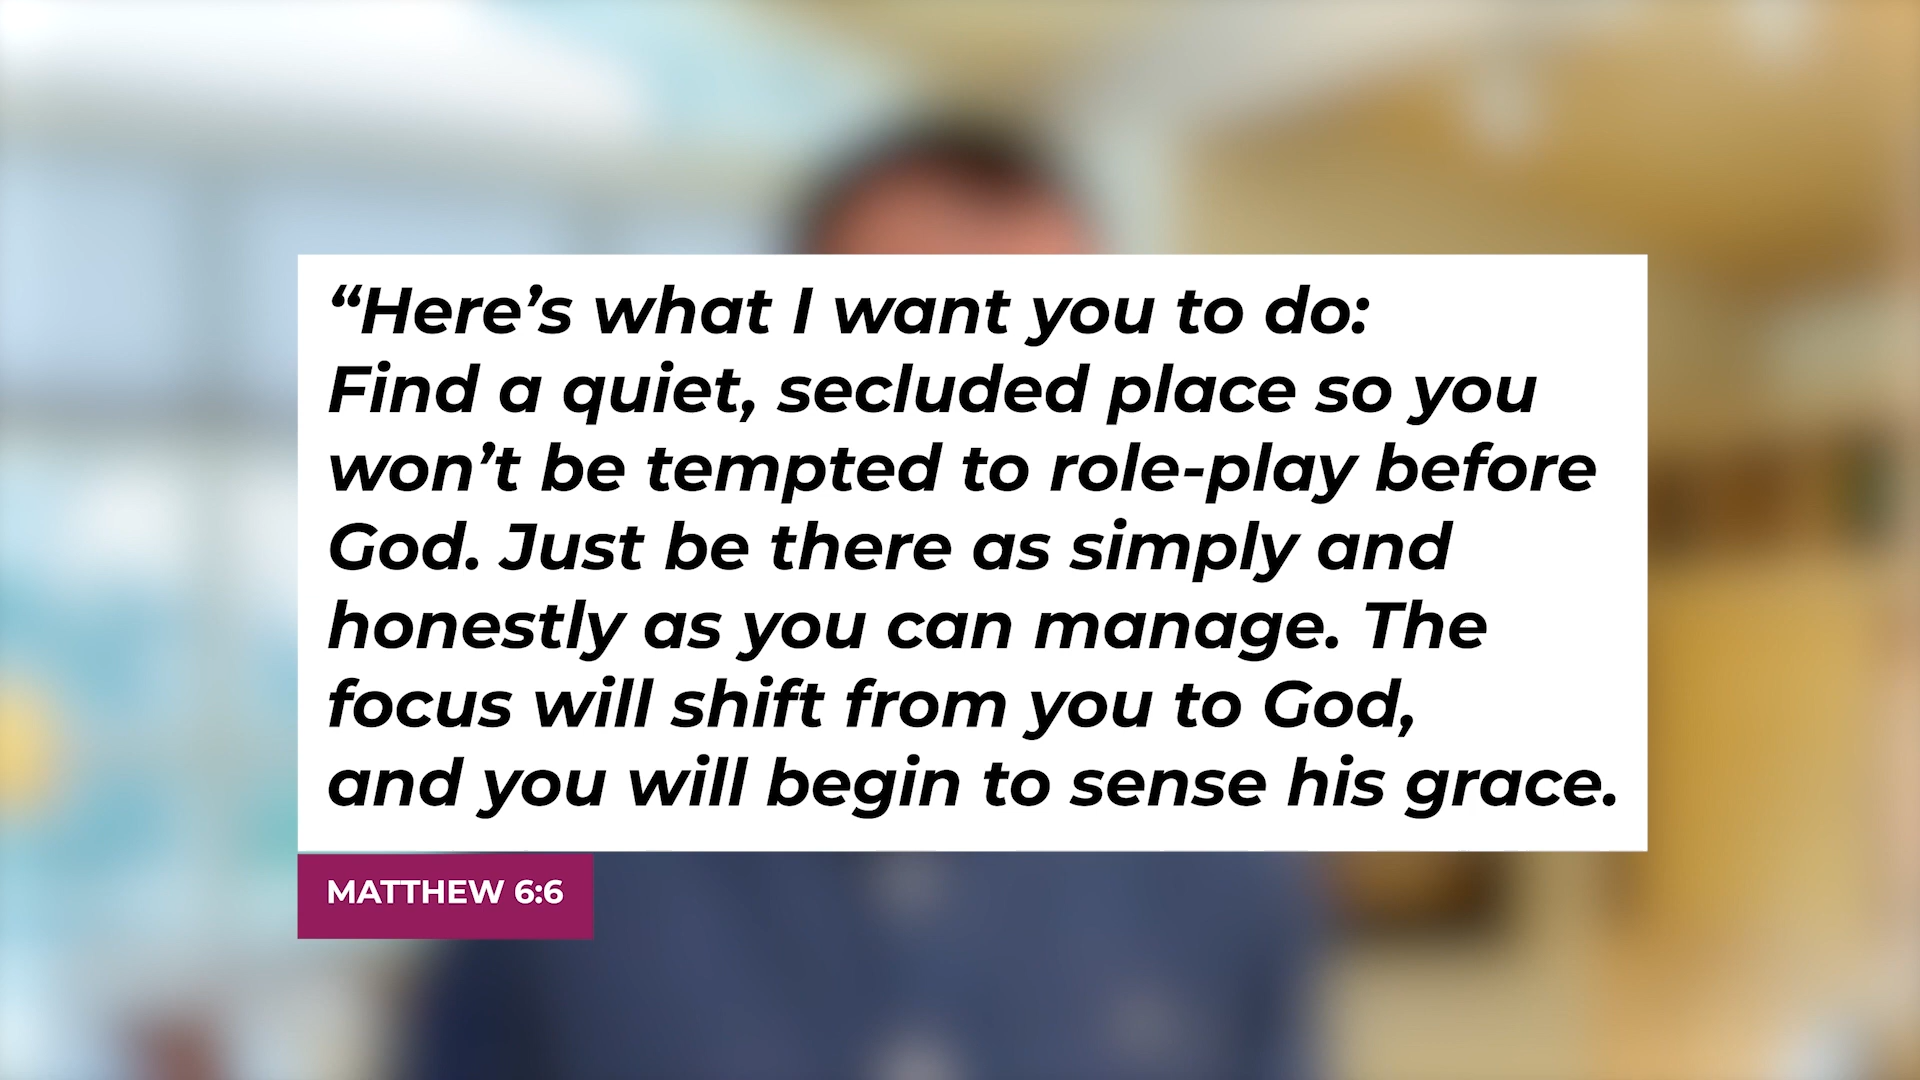 “Here’s what I want you to do:
Find a quiet, secluded place so you
won’t be tempted to role-play before
God. Just be there as simply and
honestly as you can manage. The
focus will shift from you to God,
and you will begin to sense his grace.
MATTHEW 6:6